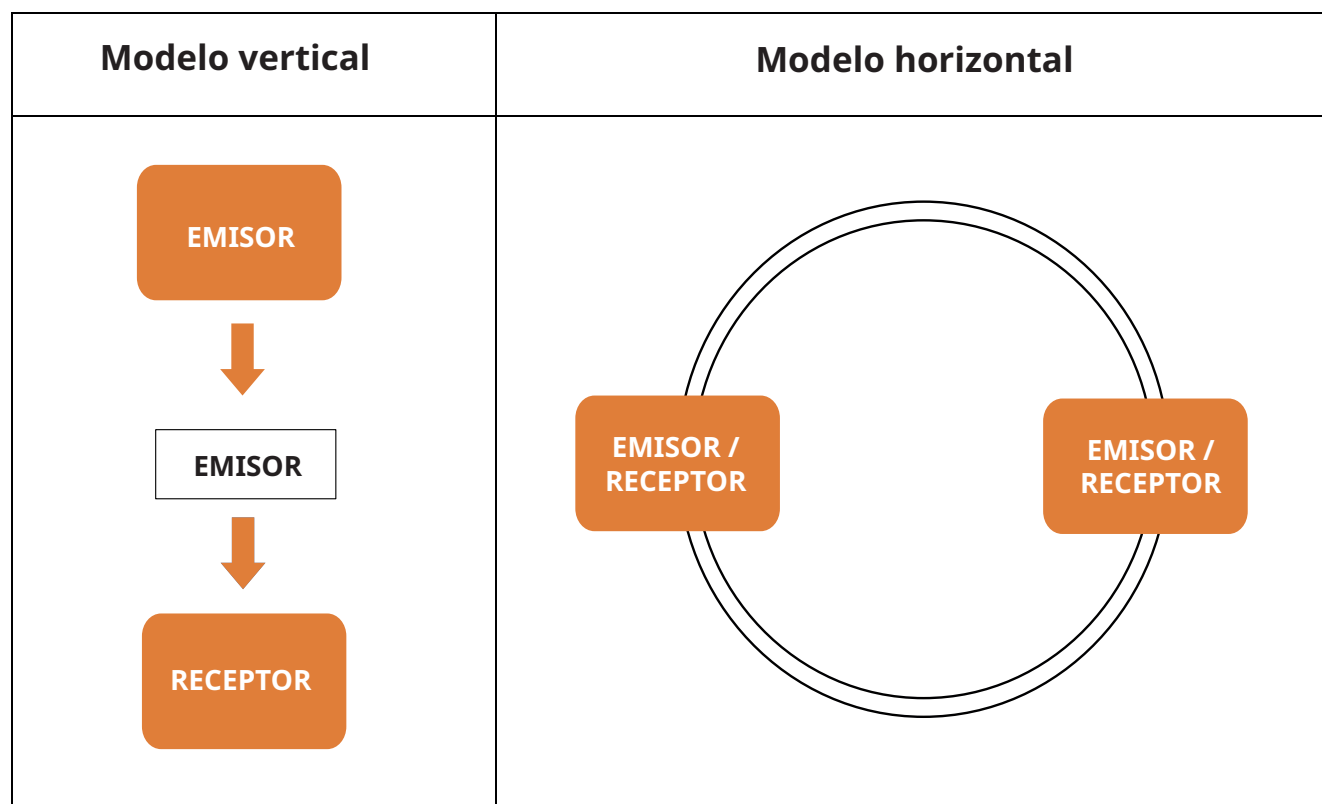 Modelo vertical
Modelo horizontal
EMISOR
EMISOR
RECEPTOR
EMISOR /
RECEPTOR
EMISOR /
RECEPTOR